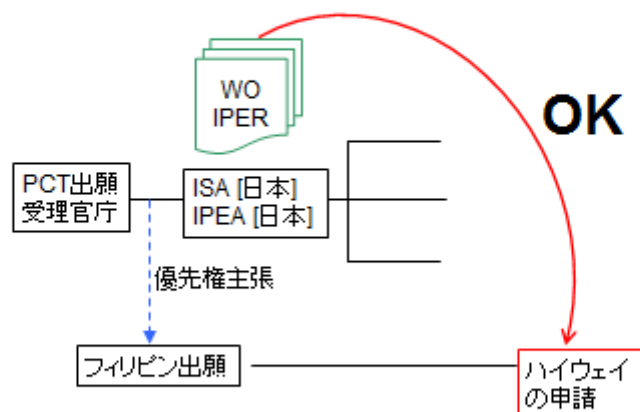 WO
IPER
OK
PCT出願
受理官庁
ISA [日本]
IPEA [日本]
優先権主張
フィリピン出願
ハイウェイ
の申請